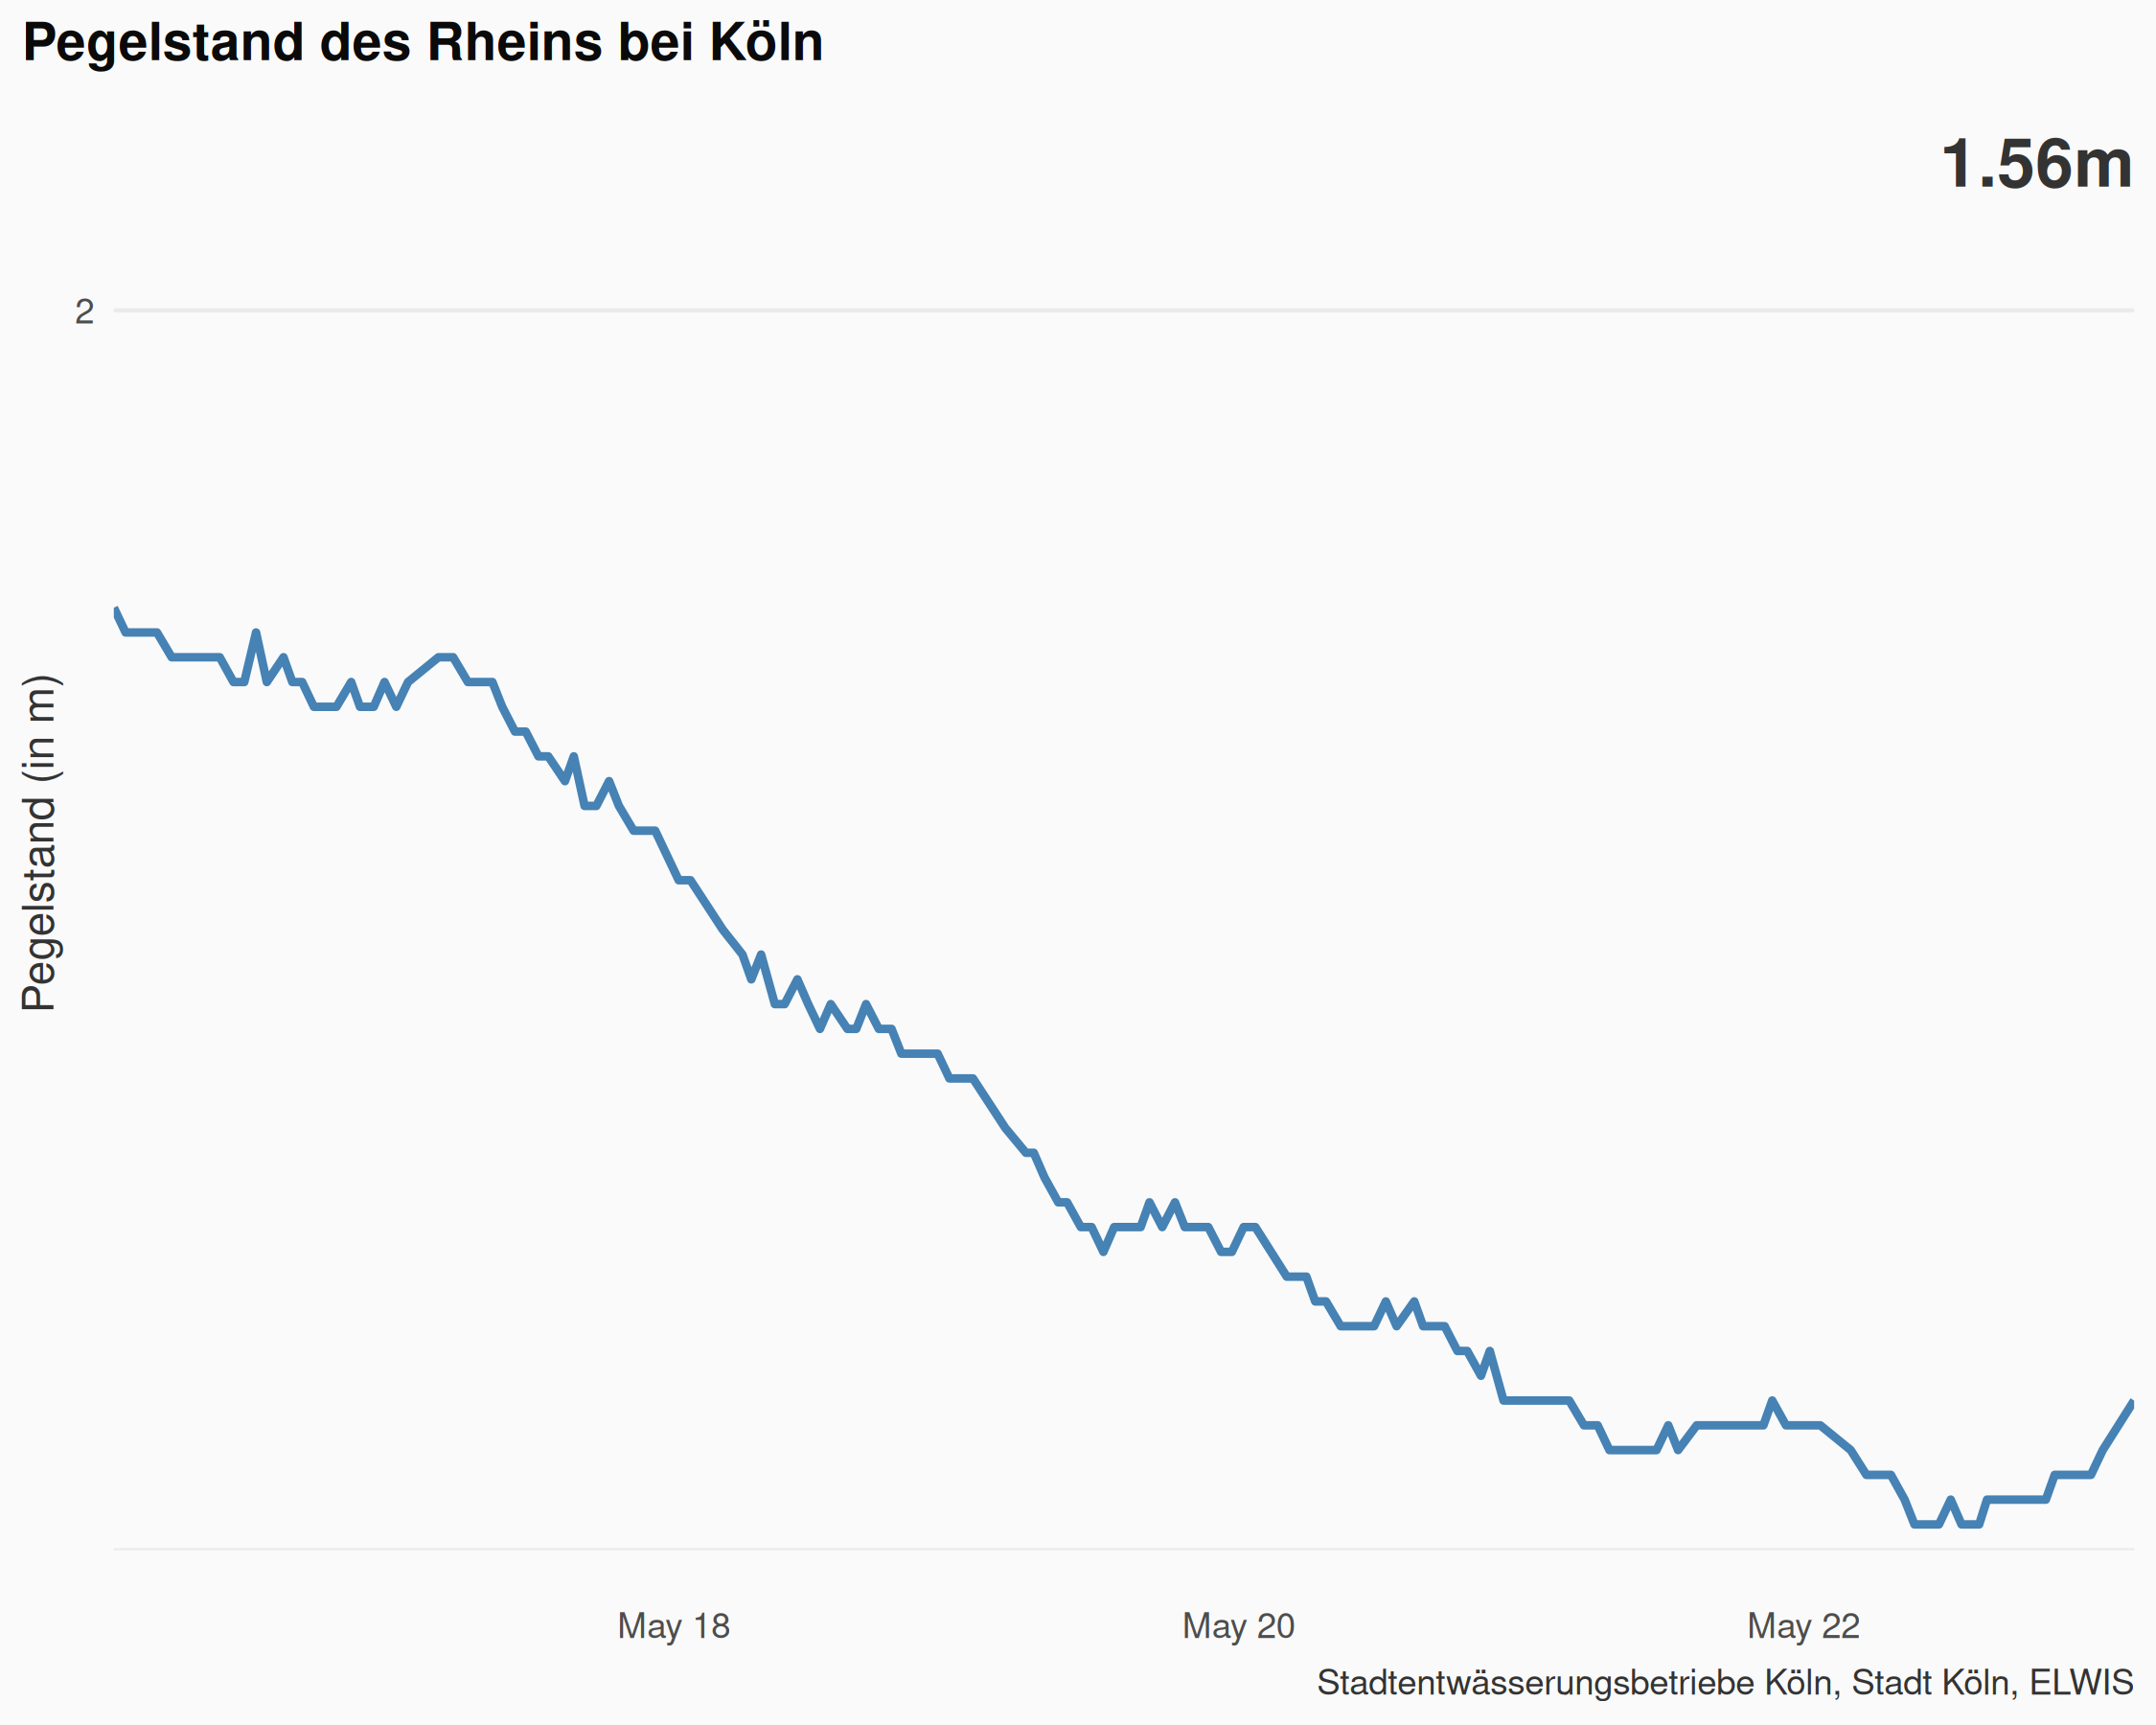 Pegelstand des Rheins bei Köln
1.56m
2
Pegelstand (in m)
May 18
May 20
May 22
Stadtentwässerungsbetriebe Köln, Stadt Köln, ELWIS